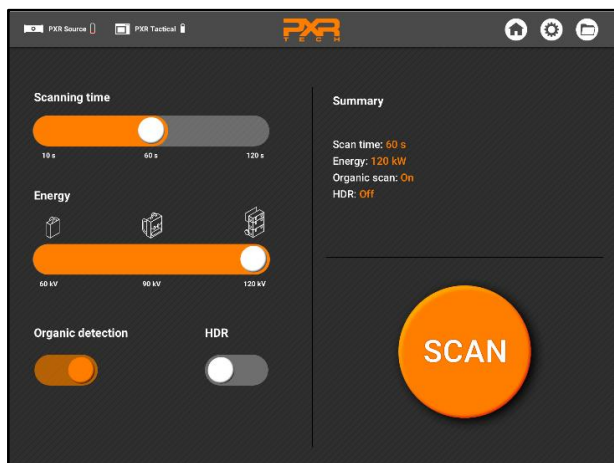 PXR Source
PXR Tactical
PXR
TECH
Scanning time
10 s
60 s
120 s
Energy
60 kV
90 kV
120 kV
Organic detection
HDR
Summary
Scan time: 60 s
Energy: 120 kW
Organic scan: On
HDR: Off
SCAN